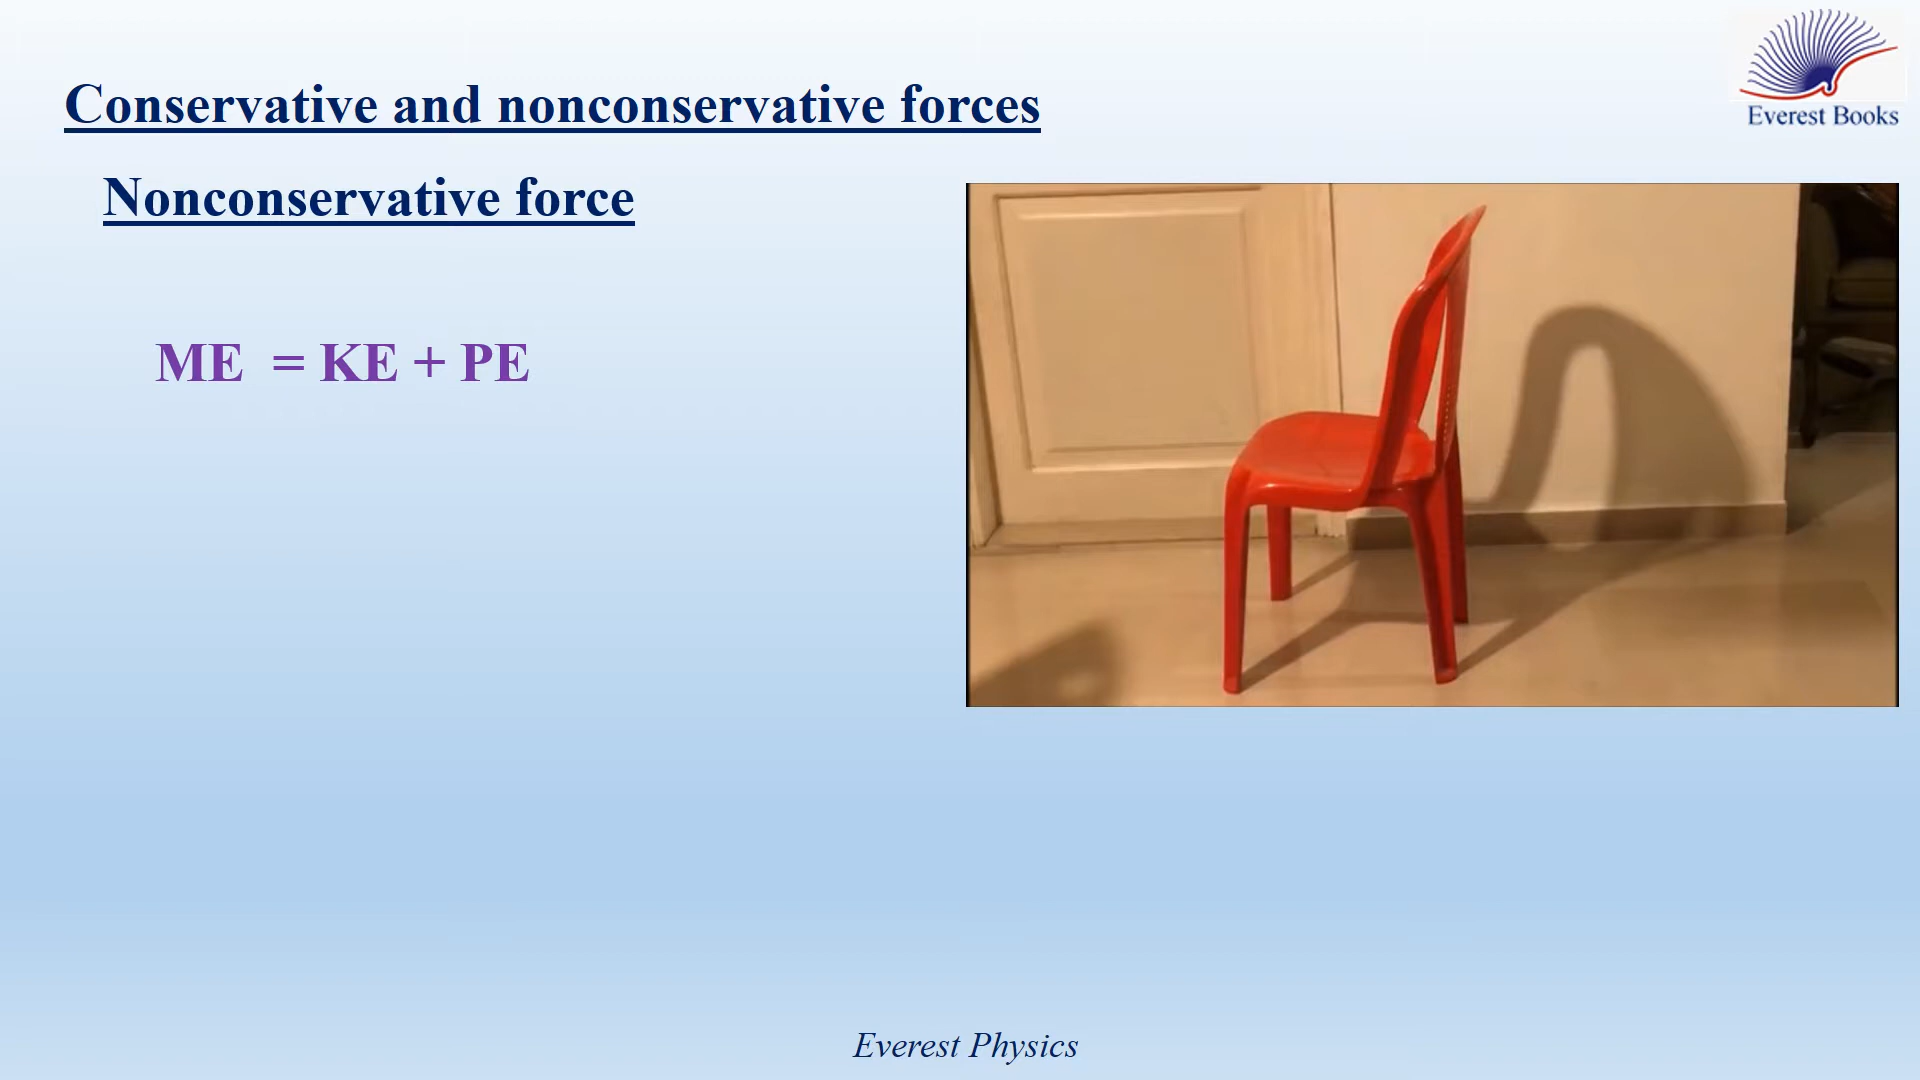 Everest Books
Conservative and nonconservative forces
Nonconservative force
ME = KE + PE
Everest Physics